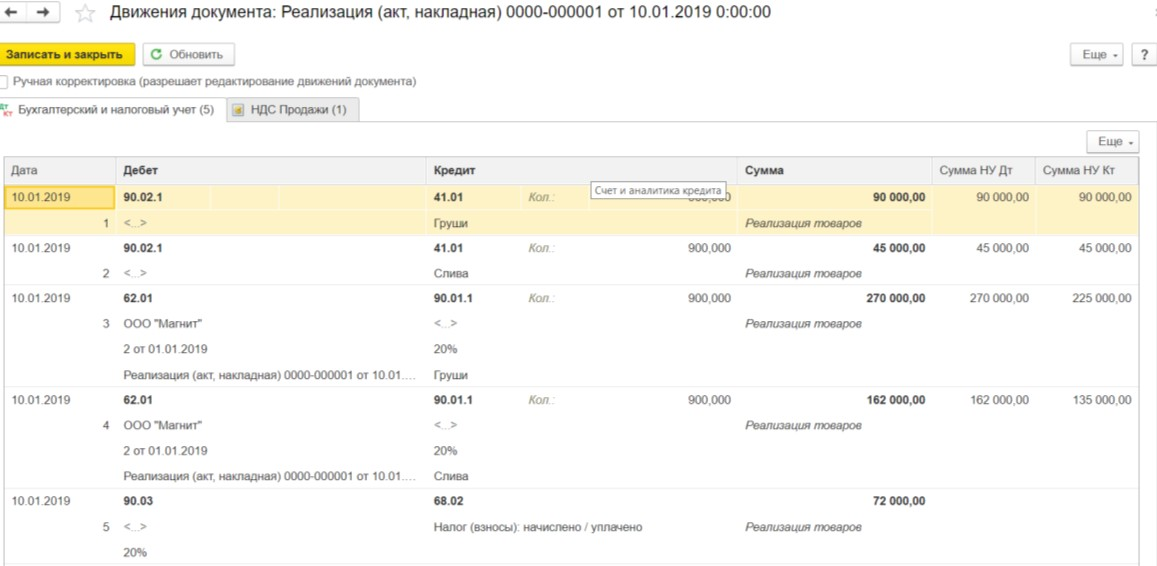 Движения документа: Реализация (акт, накладная) 0000-000001 от 10.01.2019 0:00:00
Записать и закрыть Обновить Еще ?
Ручная корректировка (разрешает редактирование движений документа)
Дт Кт Бухгалтерский и налоговый учет (5) НДС Продажи (1)
Еще
Дата Дебет Кредит Сумма Сумма НУ Дт Сумма НУ Кт
10.01.2019 90.02.1 41.01 Кол.: Счет и аналитика кредита 90 000,00 90 000,00 90 000,00
1 <...> Груши Реализация товаров
10.01.2019 90.02.1 41.01 Кол.: 900,000 45 000,00 45 000,00 45 000,00
2 <...> Слива Реализация товаров
10.01.2019 62.01 90.01.1 Кол.: 900,000 270 000,00 270 000,00 225 000,00
3 ООО "Магнит" <...> Реализация товаров
2 от 01.01.2019 20%
Реализация (акт, накладная) 0000-000001 от 10.01.... Груши
10.01.2019 62.01 90.01.1 Кол.: 900,000 162 000,00 162 000,00 135 000,00
4 ООО "Магнит" <...> Реализация товаров
2 от 01.01.2019 20%
Реализация (акт, накладная) 0000-000001 от 10.01.... Слива
10.01.2019 90.03 68.02 72 000,00
5 <...> Налог (взносы): начислено / уплачено Реализация товаров
20%